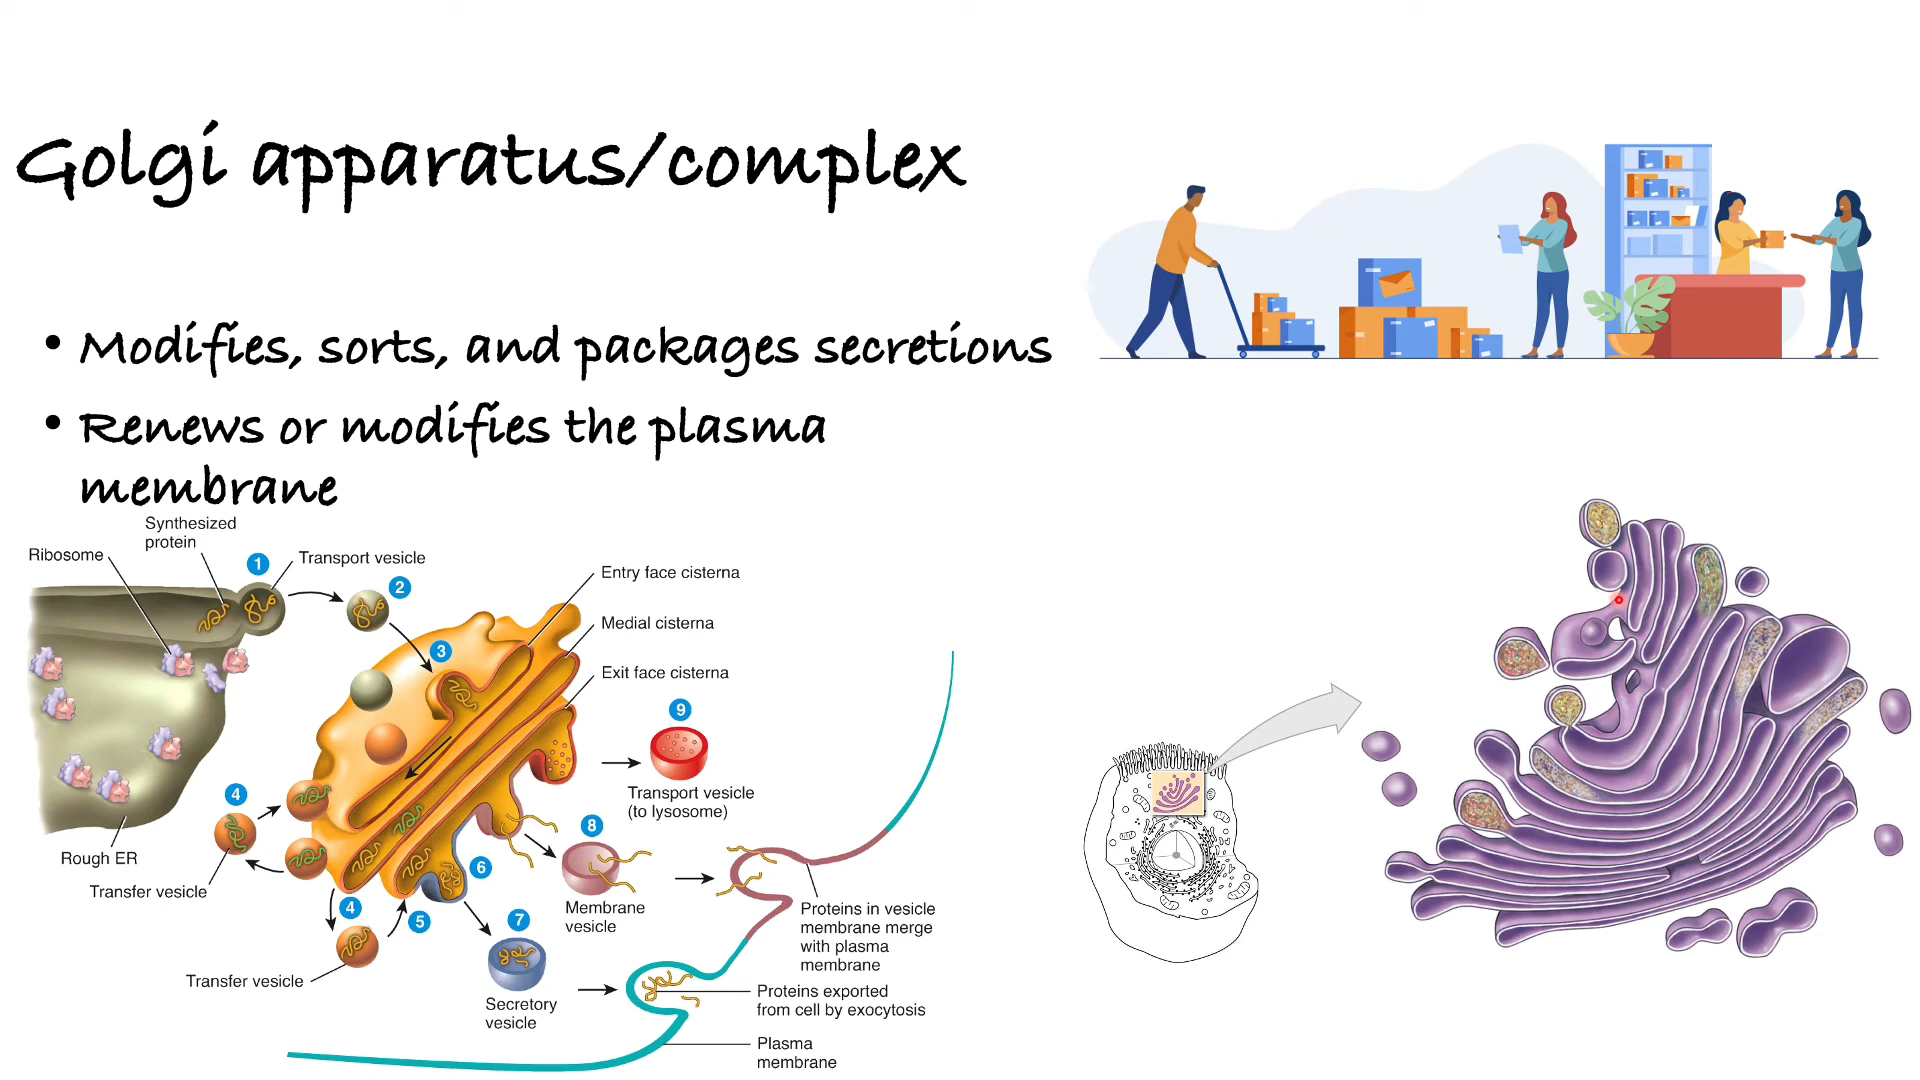 Golgi apparatus/complex
• Modifies, sorts, and packages secretions
• Renews or modifies the plasma
membrane
Synthesized
protein
Ribosome
1
Transport vesicle
2
Entry face cisterna
Medial cisterna
3
Exit face cisterna
9
Transport vesicle
(to lysosome)
4
8
Rough ER
6
Transfer vesicle
4
5
7
Membrane
vesicle
Proteins in vesicle
membrane merge
with plasma
membrane
Transfer vesicle
Secretory
vesicle
Proteins exported
from cell by exocytosis
Plasma
membrane